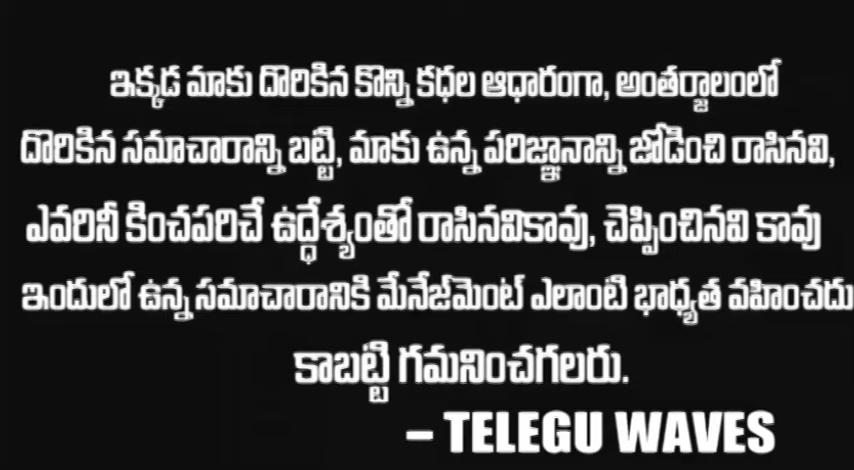 ఇక్కడ మాకు దొరికిన కొన్ని కధల ఆధారంగా, అంతర్జాలంలో
దొరికిన సమాచారాన్ని బట్టి, మాకు ఉన్న పరిజ్ఞానాన్ని జోడించి రాసినవి,
ఎవరినీ కించపరిచే ఉద్ధేశ్యంతో రాసినవికావు, చెప్పించినవి కావు
ఇందులో ఉన్న సమాచారానికి మేనేజ్‌మెంట్ ఎలాంటి భాధ్యత వహించదు
కాబట్టి గమనించగలరు.
– TELEGU WAVES